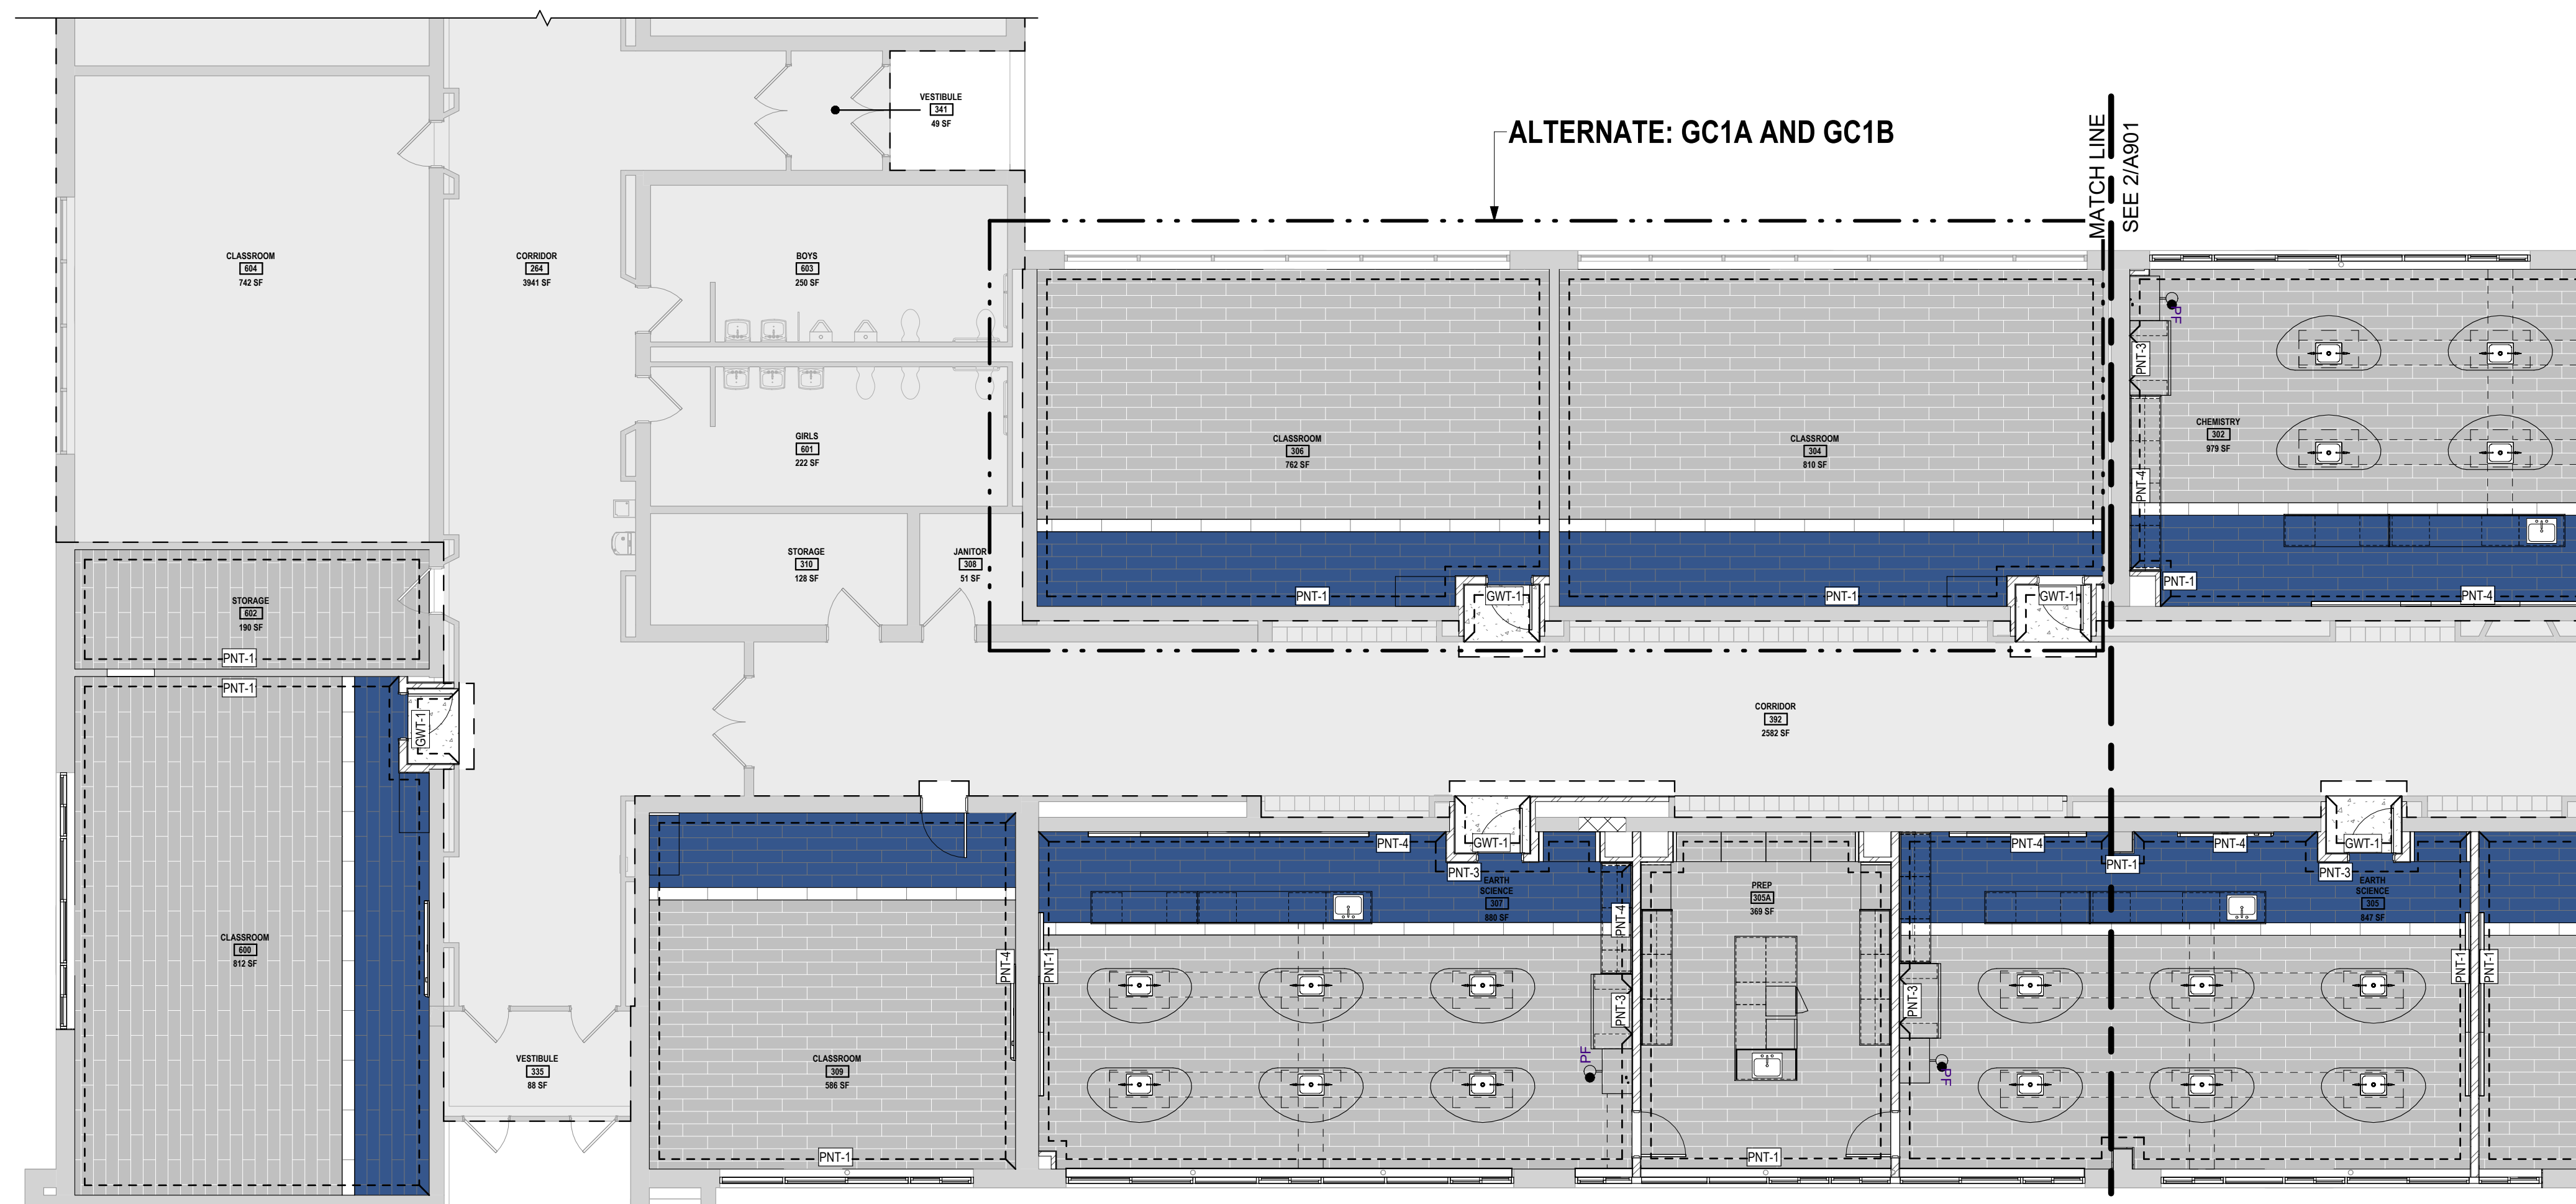 VESTIBULE
341
49 SF
ALTERNATE: GC1A AND GC1B
MATCH LINE
SEE 2/A901
CLASSROOM
604
742 SF
CORRIDOR
264
3941 SF
BOYS
603
250 SF
PF
PNT-3
CHEMISTRY
302
979 SF
GIRLS
601
222 SF
CLASSROOM
306
762 SF
CLASSROOM
304
810 SF
PNT-4
STORAGE
310
128 SF
JANITOR
308
51 SF
PNT-1
GWT-1
PNT-1
GWT-1
PNT-1
PNT-4
STORAGE
602
190 SF
PNT-1
PNT-1
GWT-1
CORRIDOR
392
2582 SF
PNT-4
GWT-1
PNT-3
EARTH
SCIENCE
307
880 SF
PNT-4
PREP
305A
369 SF
PNT-4
PNT-1
PNT-4
GWT-1
PNT-3
EARTH
SCIENCE
305
847 SF
CLASSROOM
600
812 SF
PNT-4
PNT-1
PNT-3
PNT-3
PNT-1
PNT-1
VESTIBULE
335
88 SF
CLASSROOM
309
586 SF
PF
PF
PNT-1
PNT-1